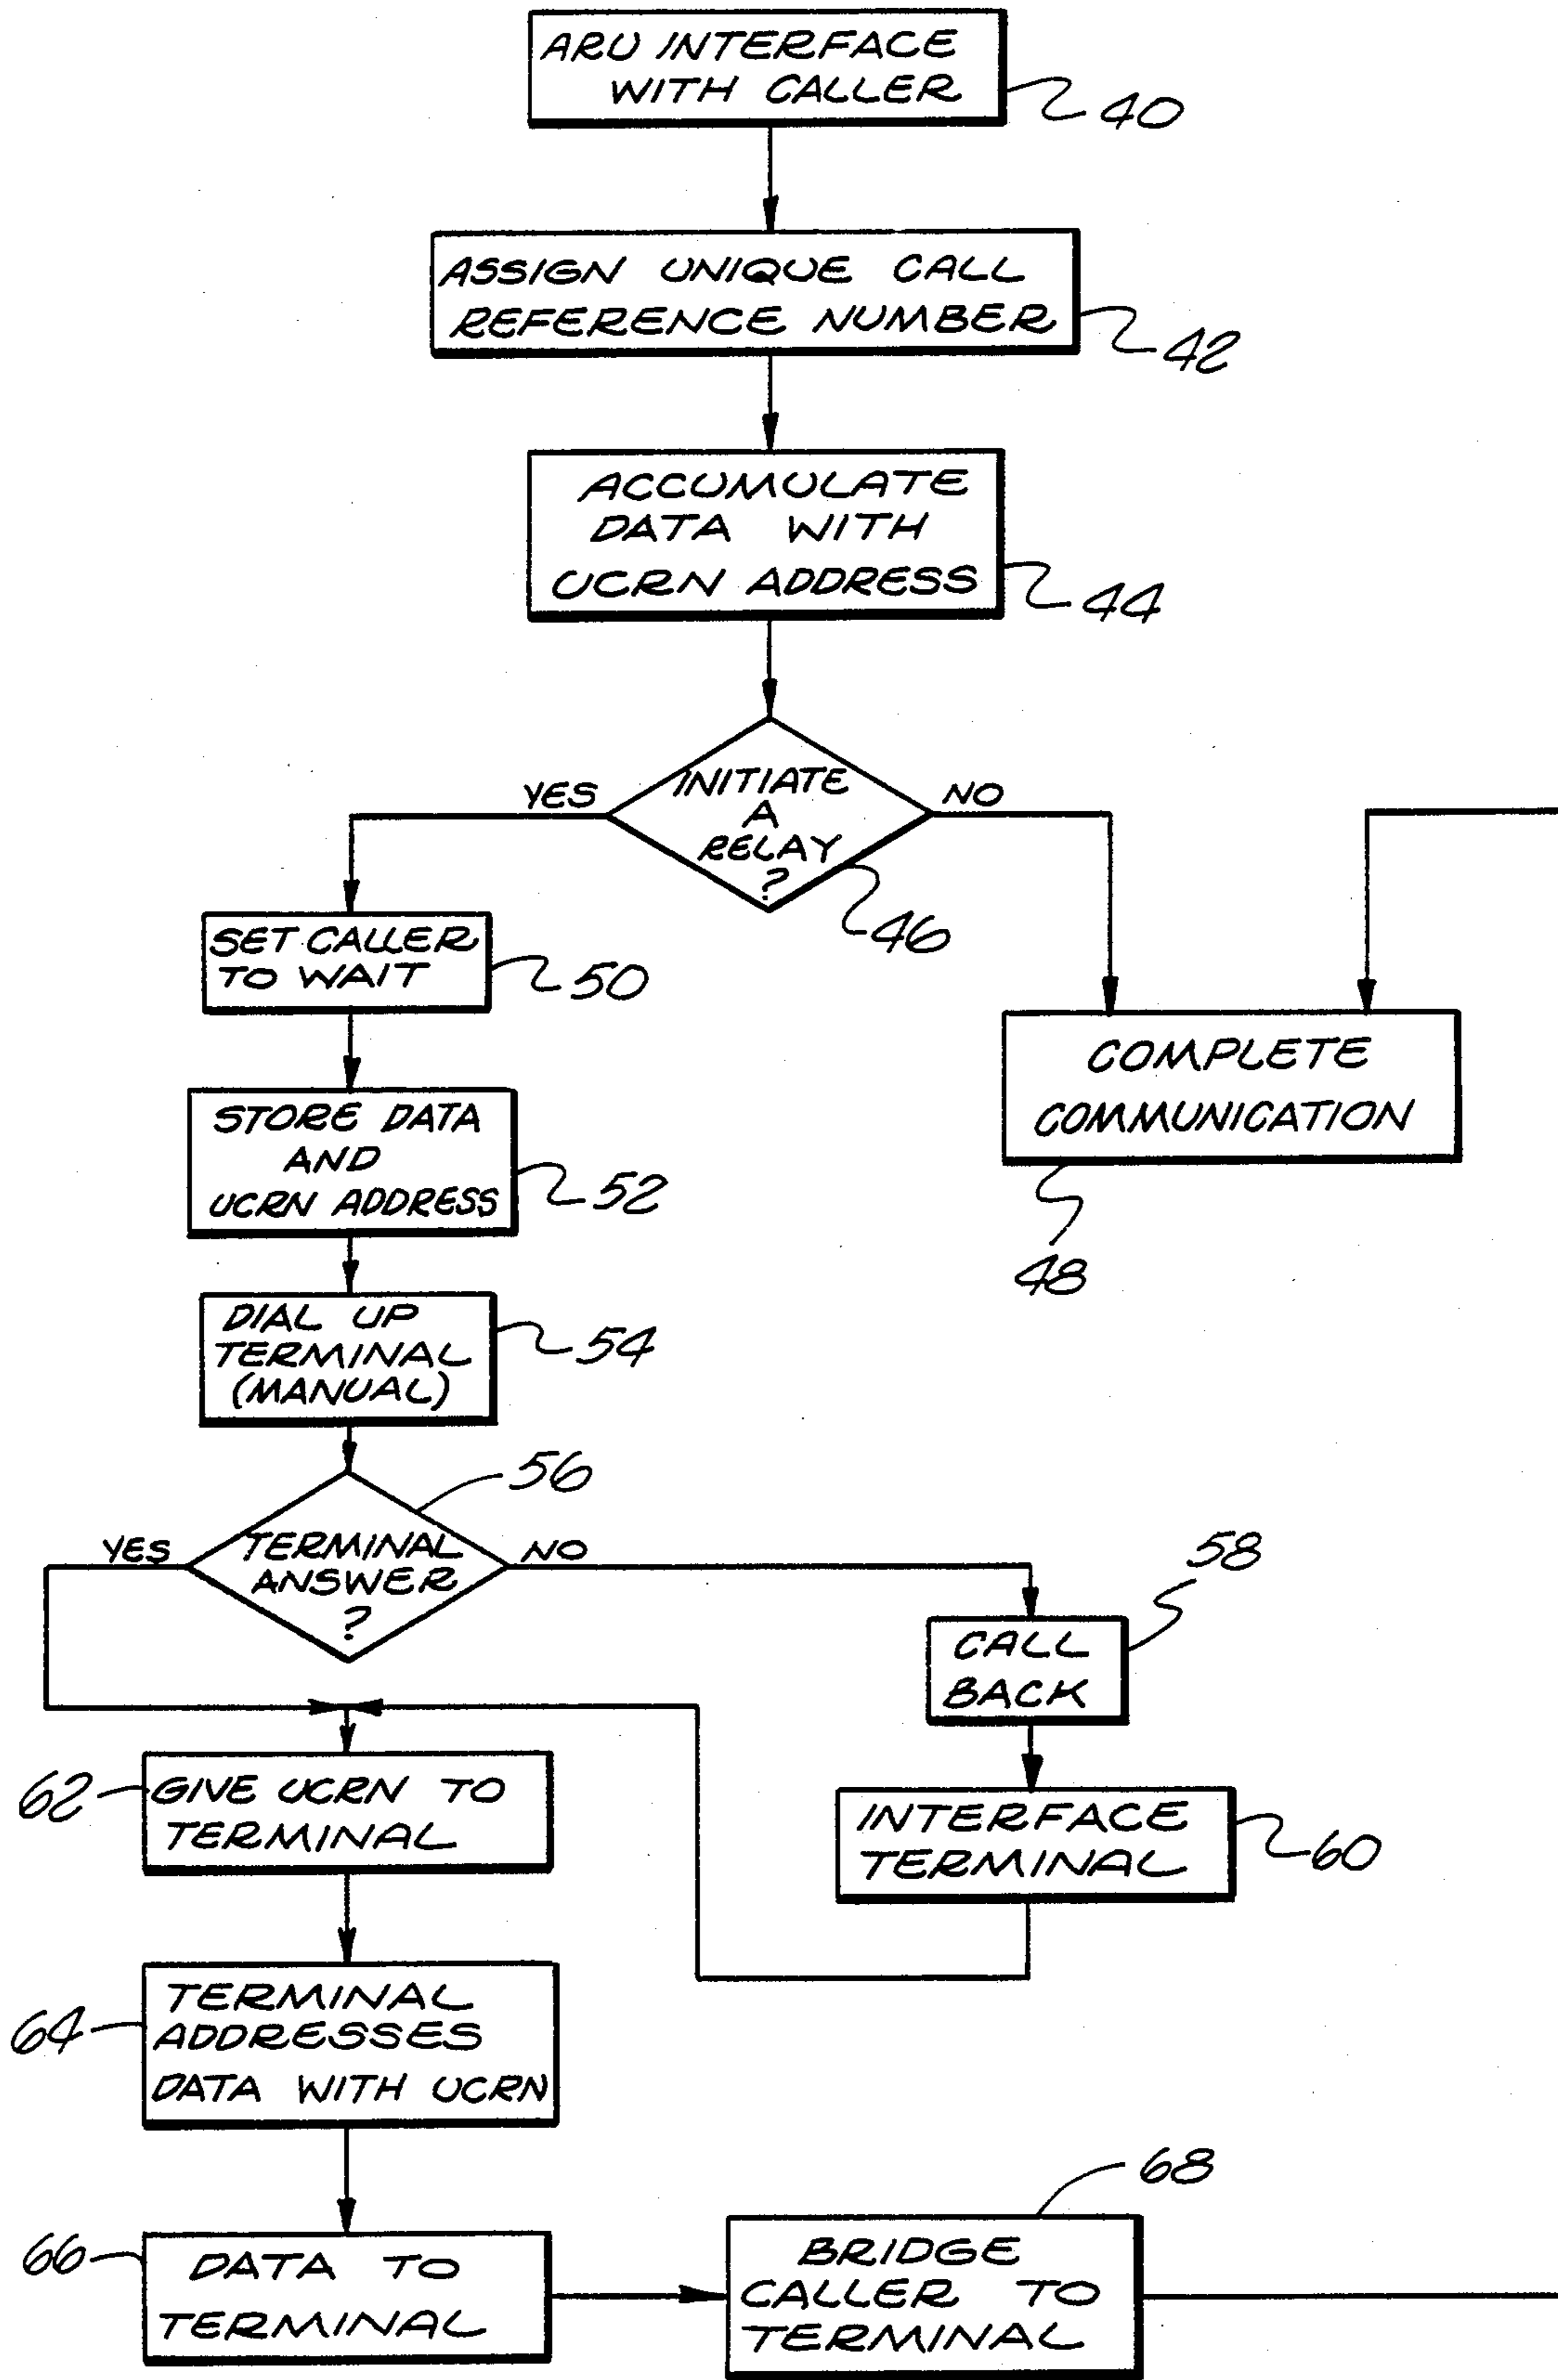 ARU INTERFACE
WITH CALLER
40
ASSIGN UNIQUE CALL
REFERENCE NUMBER
42
ACCUMULATE
DATA WITH
UCRN ADDRESS
44
INITIATE
A
RELAY
?
YES
NO
46
SET CALLER
TO WAIT
50
COMPLETE
COMMUNICATION
48
STORE DATA
AND
UCRN ADDRESS
52
DIAL UP
TERMINAL
(MANUAL)
54
56
TERMINAL
ANSWER
?
YES
NO
58
CALL
BACK
62
GIVE UCRN TO
TERMINAL
INTERFACE
TERMINAL
60
64
TERMINAL
ADDRESSES
DATA WITH UCRN
66
DATA TO
TERMINAL
68
BRIDGE
CALLER TO
TERMINAL